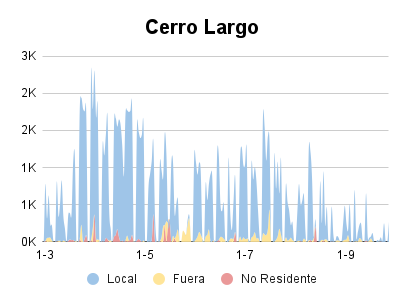 Cerro Largo
3K
2K
2K
1K
1K
0K
1-3 1-5 1-7 1-9
Local Fuera No Residente